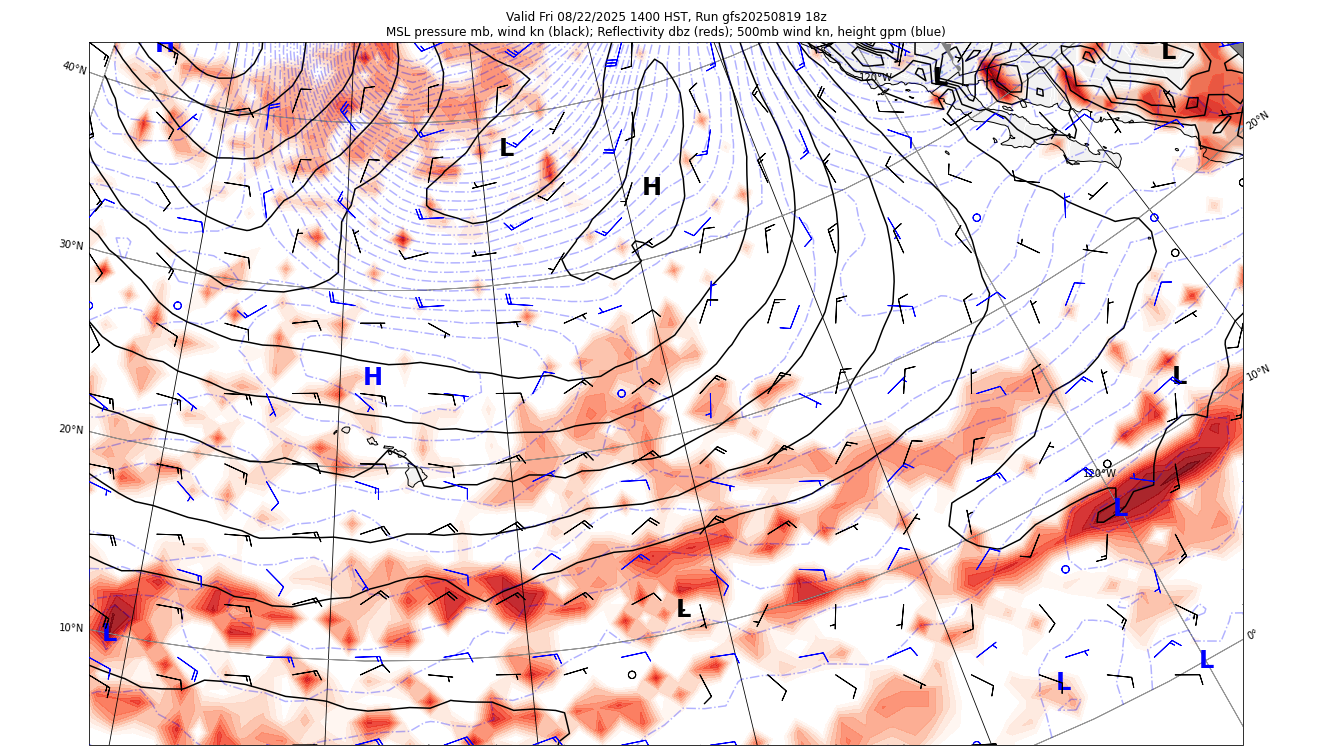 Valid Fri 08/22/2025 1400 HST, Run gfs20250819 18z
MSL pressure mb, wind kn (black); Reflectivity dbz (reds); 500mb wind kn, height gpm (blue)
H
L
L
40°N
120°W
20°N
L
H
30°N
H
L
10°N
20°N
120°W
L
L
10°N
L
0°
L
L